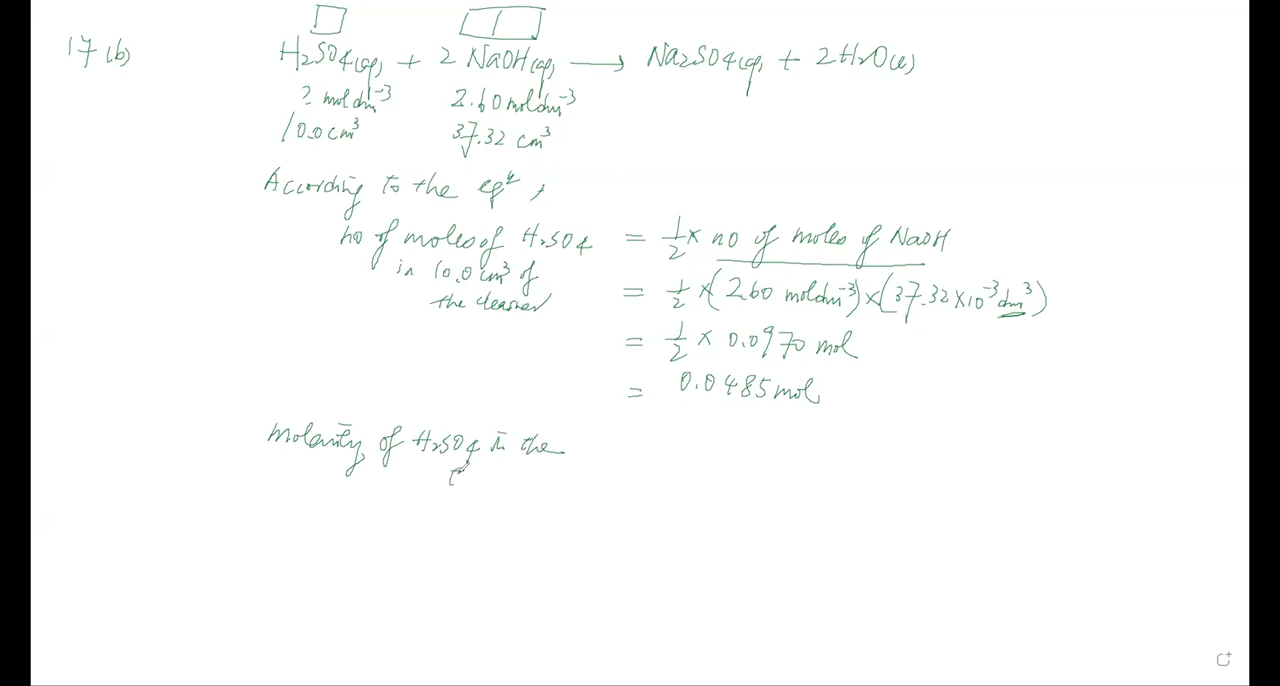 17 (b) H2SO4(aq) + 2 NaOH(aq) ⟶ Na2SO4(aq) + 2H2O(l)
? mol dm⁻³ 2.60 mol dm⁻³
10.0 cm³ 37.32 cm³
According to the eqⁿ,
no of moles of H2SO4 = 1/2 × no of moles of NaOH
in 10.0 cm³ of
the cleaner = 1/2 × (2.60 mol dm⁻³) × (37.32 × 10⁻³ dm³)
= 1/2 × 0.0970 mol
= 0.0485 mol
Molarity of H2SO4 in the